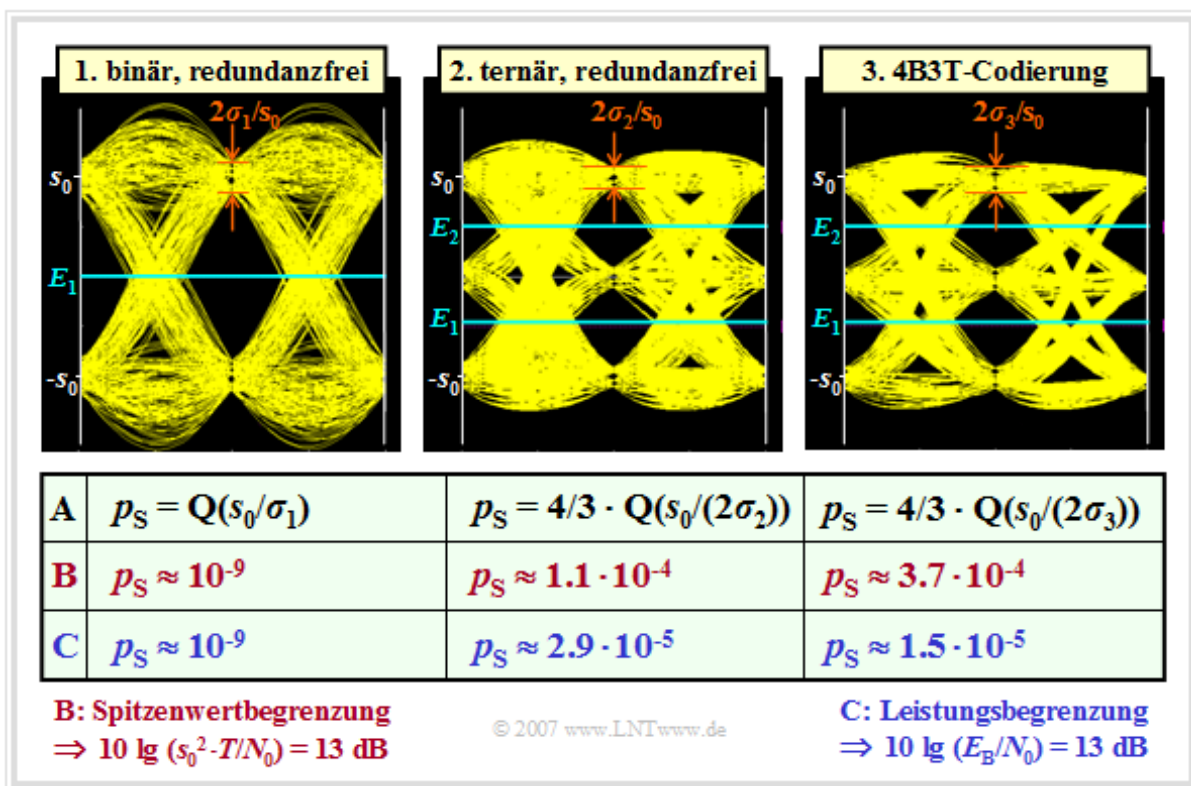 1. binär, redundanzfrei
2. ternär, redundanzfrei
3. 4B3T-Codierung
2σ₁/s₀
2σ₂/s₀
2σ₃/s₀
s₀
E₁
-s₀
s₀
E₂
E₁
-s₀
s₀
E₂
E₁
-s₀
A pS = Q(s₀/σ₁) pS = 4/3 · Q(s₀/(2σ₂)) pS = 4/3 · Q(s₀/(2σ₃))
B pS ≈ 10⁻⁹ pS ≈ 1.1 · 10⁻⁴ pS ≈ 3.7 · 10⁻⁴
C pS ≈ 10⁻⁹ pS ≈ 2.9 · 10⁻⁵ pS ≈ 1.5 · 10⁻⁵
B: Spitzenwertbegrenzung
⇒ 10 lg (s₀²·T/N₀) = 13 dB
© 2007 www.LNTwww.de
C: Leistungsbegrenzung
⇒ 10 lg (EB/N₀) = 13 dB